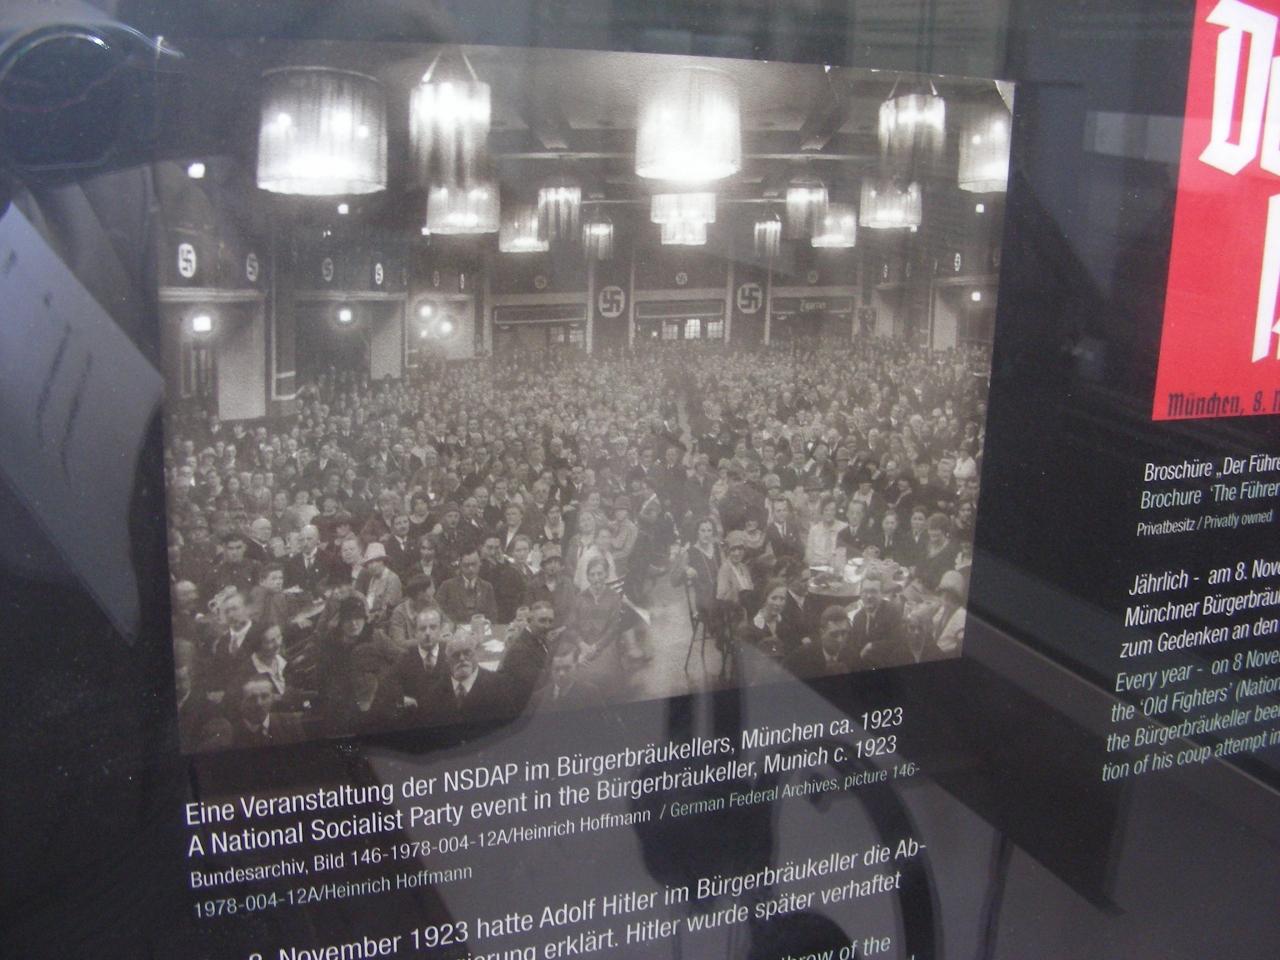 Eine Veranstaltung der NSDAP im Bürgerbräukellers, München ca. 1923
A National Socialist Party event in the Bürgerbräukeller, Munich c. 1923
Bundesarchiv, Bild 146-1978-004-12A/Heinrich Hoffmann / German Federal Archives, picture 146-
1978-004-12A/Heinrich Hoffmann
November 1923 hatte Adolf Hitler im Bürgerbräukeller die Ab-
erklärt. Hitler wurde später verhaftet
of the
München, 8.
Broschüre „Der Führe
Brochure 'The Führer
Privatbesitz / Privatly owned
Jährlich - am 8. Nove
Münchner Bürgerbräu
zum Gedenken an den
Every year - on 8 Nove
the 'Old Fighters' (Nation
the Bürgerbräukeller bee
tion of his coup attempt in